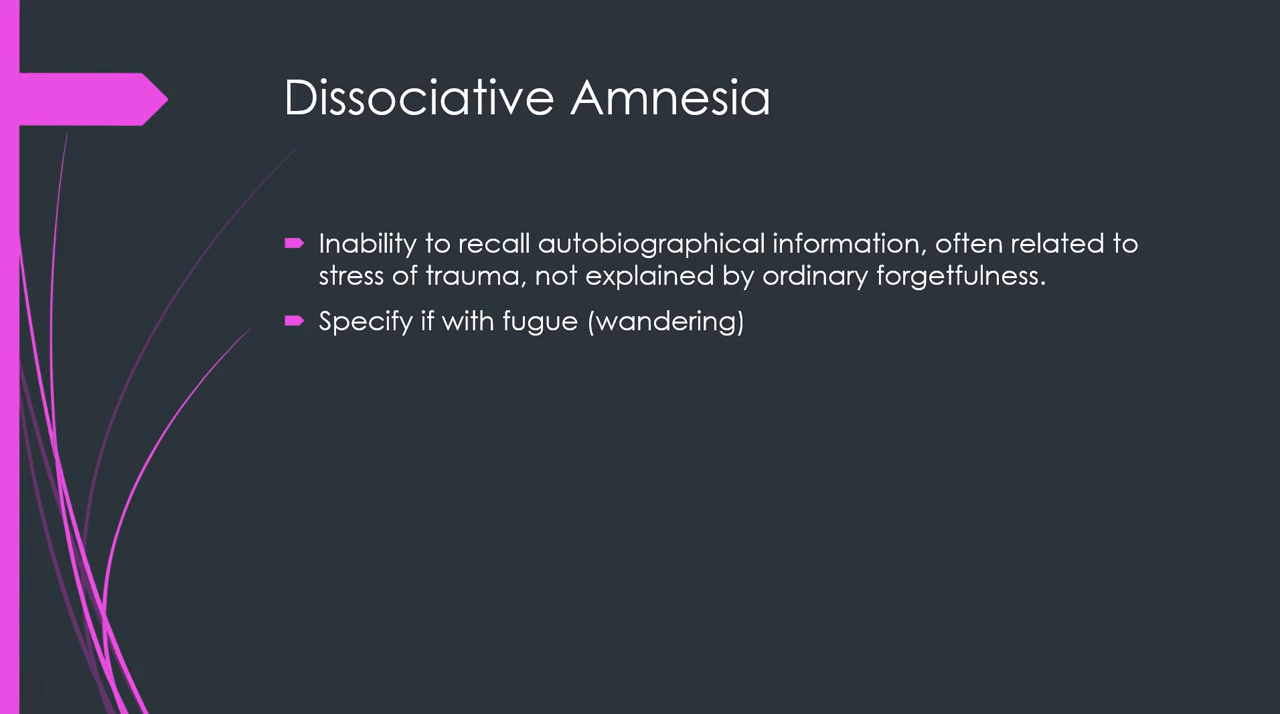 Dissociative Amnesia
Inability to recall autobiographical information, often related to
stress of trauma, not explained by ordinary forgetfulness.
Specify if with fugue (wandering)